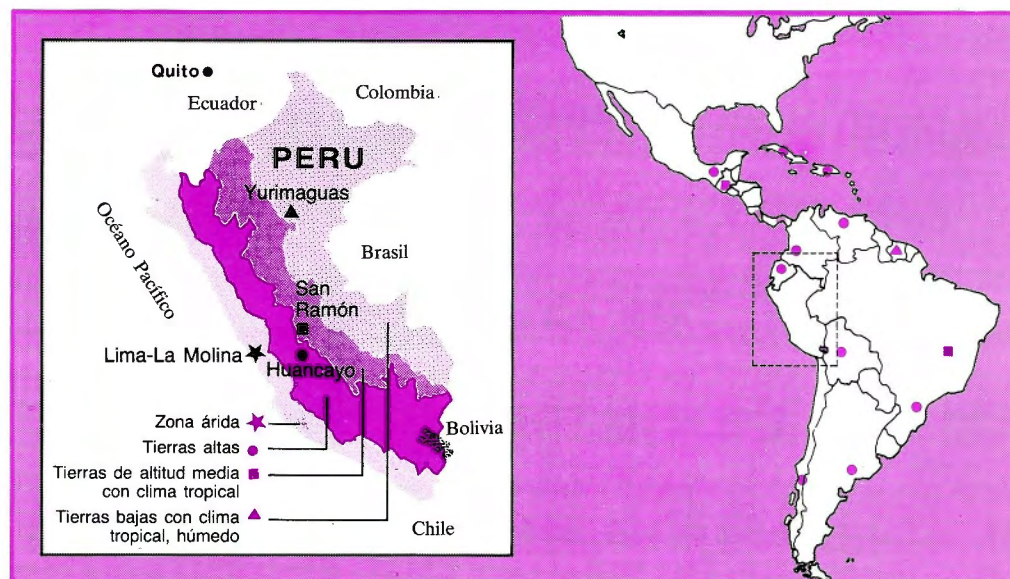 Quito
Ecuador
Colombia
PERU
Yurimaguas
Océano Pacífico
Brasil
San
Ramón
Lima-La Molina
Huancayo
Zona árida
Tierras altas
Tierras de altitud media
con clima tropical
Tierras bajas con clima
tropical, húmedo
Bolivia
Chile